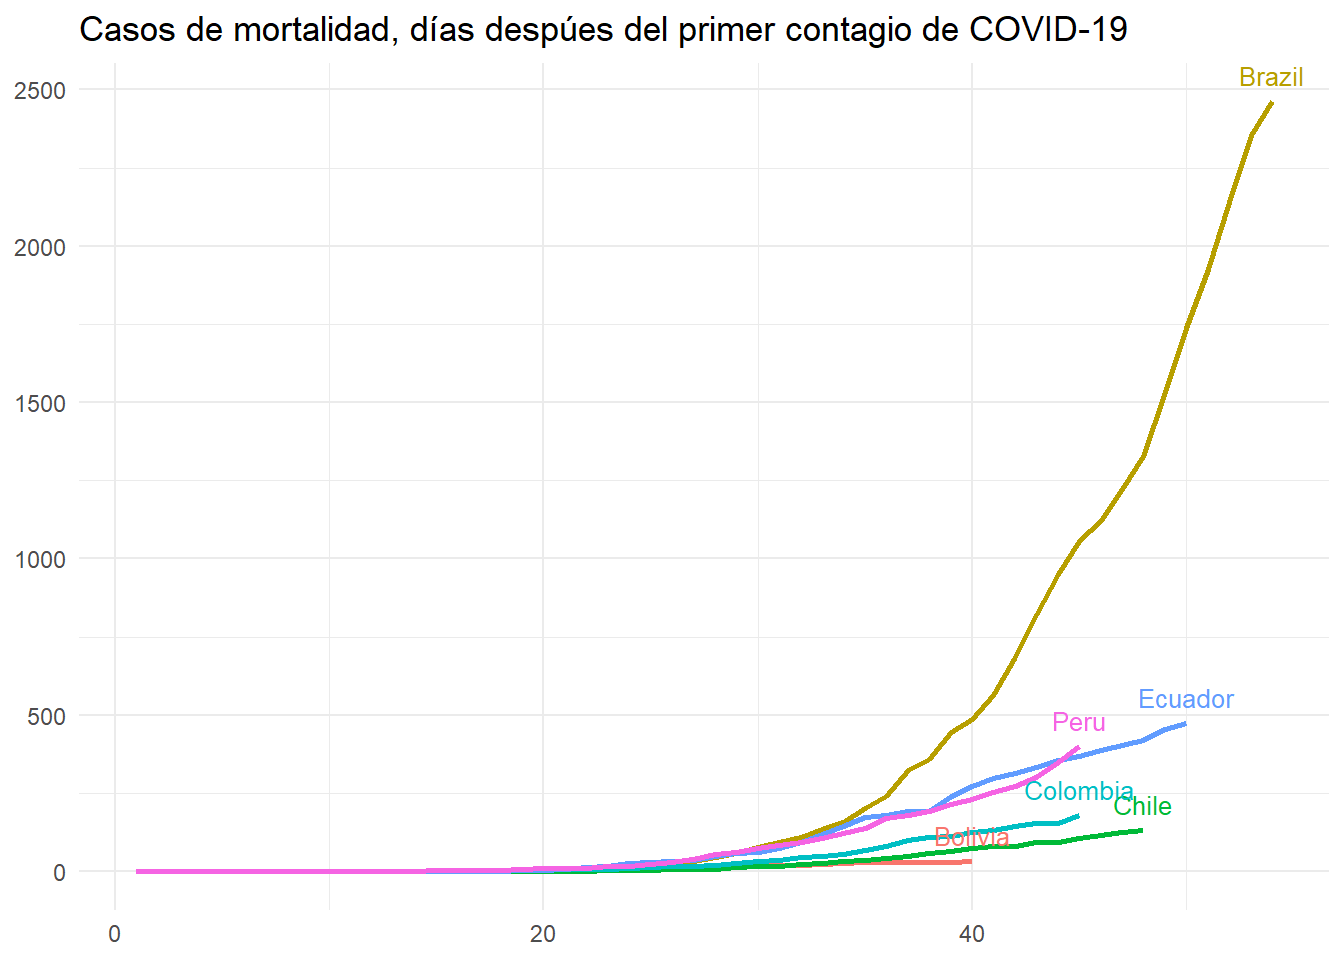 Casos de mortalidad, días despúes del primer contagio de COVID-19
Brazil
2500
2000
1500
1000
Ecuador
Peru
500
Colombia
Chile
Bolivia
0
0 20 40